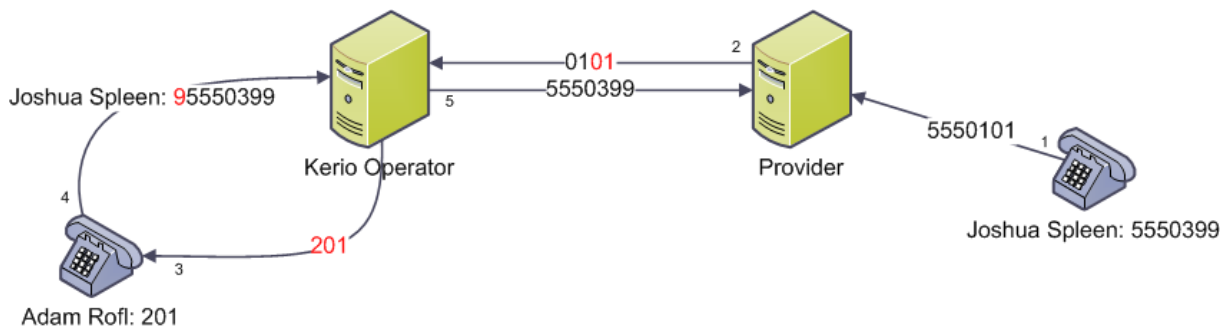 2
0101
5550399
5
Joshua Spleen: 95550399
5550101
1
Kerio Operator
Provider
4
Joshua Spleen: 5550399
201
3
Adam Rofl: 201